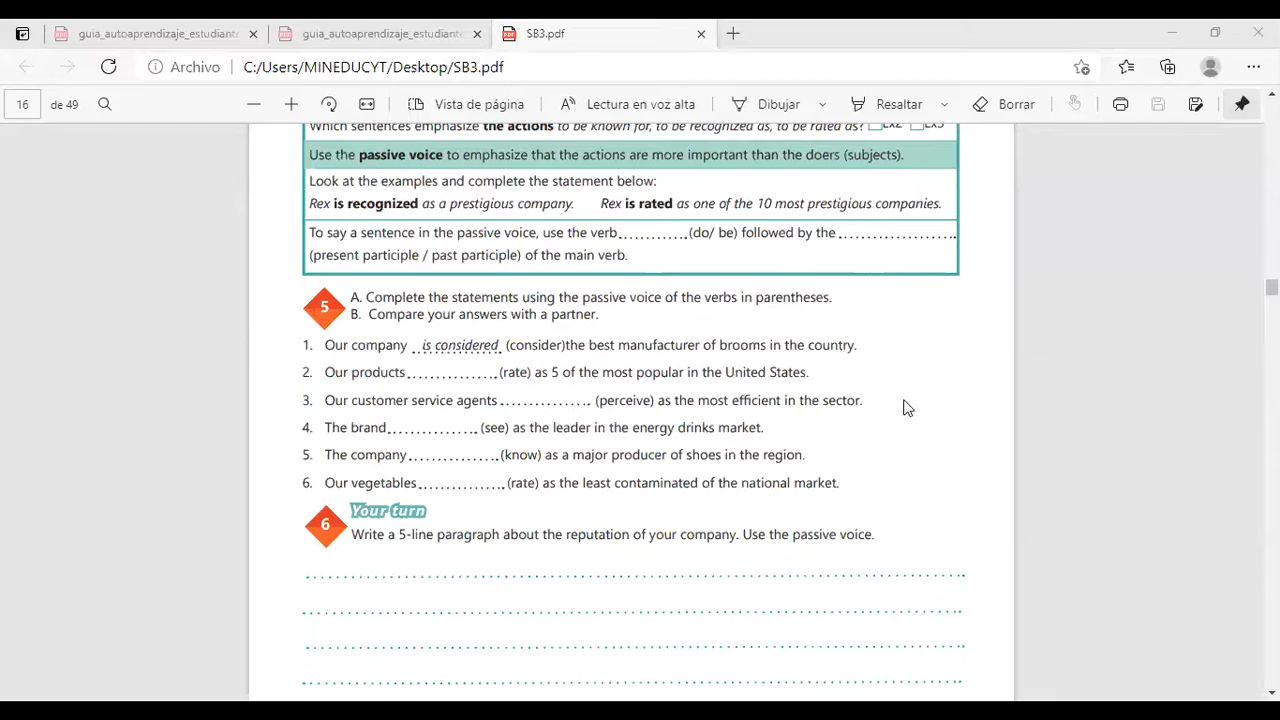 guia_autoaprendizaje_estudiante
guia_autoaprendizaje_estudiante
SB3.pdf
Archivo
C:/Users/MINEDUCYT/Desktop/SB3.pdf
16
de 49
Vista de página
Lectura en voz alta
Dibujar
Resaltar
Borrar
Which sentences emphasize the actions to be known for, to be recognized as, to be rated as? Ex2 Ex3
Use the passive voice to emphasize that the actions are more important than the doers (subjects).
Look at the examples and complete the statement below:
Rex is recognized as a prestigious company. Rex is rated as one of the 10 most prestigious companies.
To say a sentence in the passive voice, use the verb............(do/ be) followed by the .....................
(present participle / past participle) of the main verb.
5
A. Complete the statements using the passive voice of the verbs in parentheses.
B. Compare your answers with a partner.
1. Our company is considered (consider)the best manufacturer of brooms in the country.
2. Our products...............(rate) as 5 of the most popular in the United States.
3. Our customer service agents............... (perceive) as the most efficient in the sector.
4. The brand...............(see) as the leader in the energy drinks market.
5. The company...............(know) as a major producer of shoes in the region.
6. Our vegetables...............(rate) as the least contaminated of the national market.
6
Your turn
Write a 5-line paragraph about the reputation of your company. Use the passive voice.